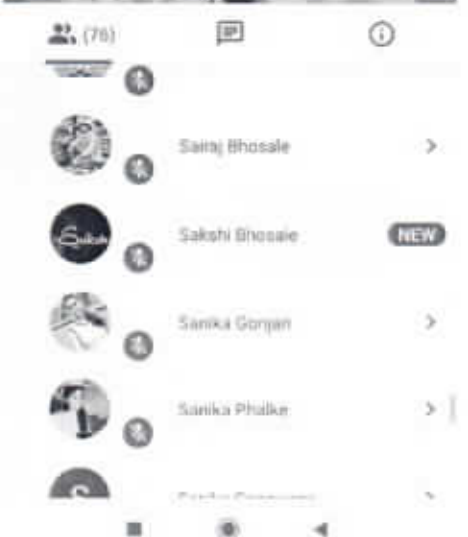 (76)
Sairaj Bhosale
Sakshi Bhosale
NEW
Sanika Gonjari
Sanika Phalke
S